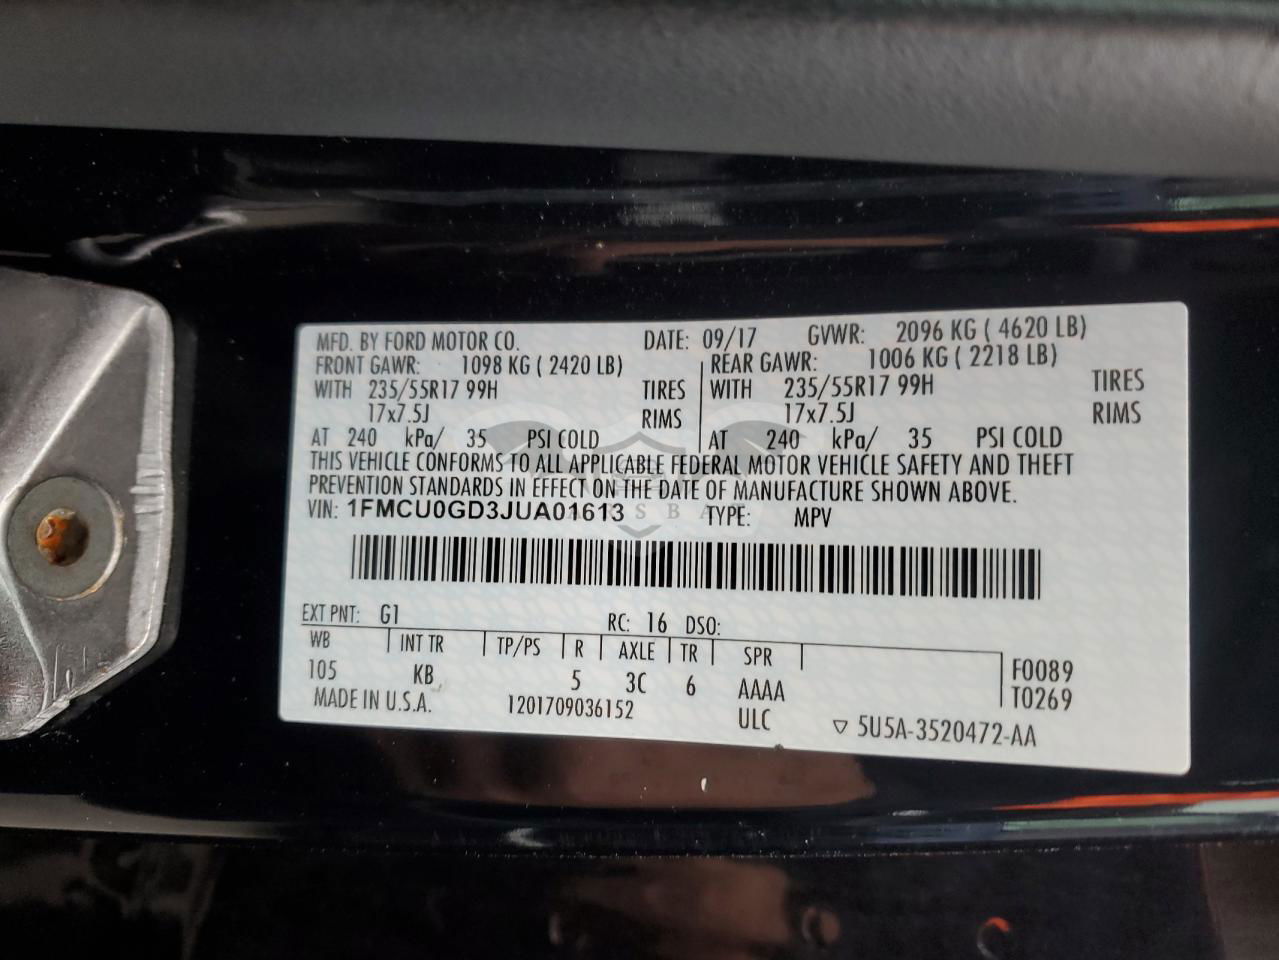 MFD. BY FORD MOTOR CO. DATE: 09/17 GVWR: 2096 KG ( 4620 LB)
FRONT GAWR: 1098 KG ( 2420 LB) REAR GAWR: 1006 KG ( 2218 LB)
WITH 235/55R17 99H TIRES WITH 235/55R17 99H TIRES
17x7.5J RIMS 17x7.5J RIMS
AT 240 kPa/ 35 PSI COLD AT 240 kPa/ 35 PSI COLD
THIS VEHICLE CONFORMS TO ALL APPLICABLE FEDERAL MOTOR VEHICLE SAFETY AND THEFT
PREVENTION STANDARDS IN EFFECT ON THE DATE OF MANUFACTURE SHOWN ABOVE.
VIN: 1FMCU0GD3JUA01613 TYPE: MPV
EXT PNT: G1 RC: 16 DSO:
WB INT TR TP/PS R AXLE TR SPR F0089
105 KB 5 3C 6 AAAA T0269
MADE IN U.S.A. 1201709036152 ULC ▽ 5U5A-3520472-AA